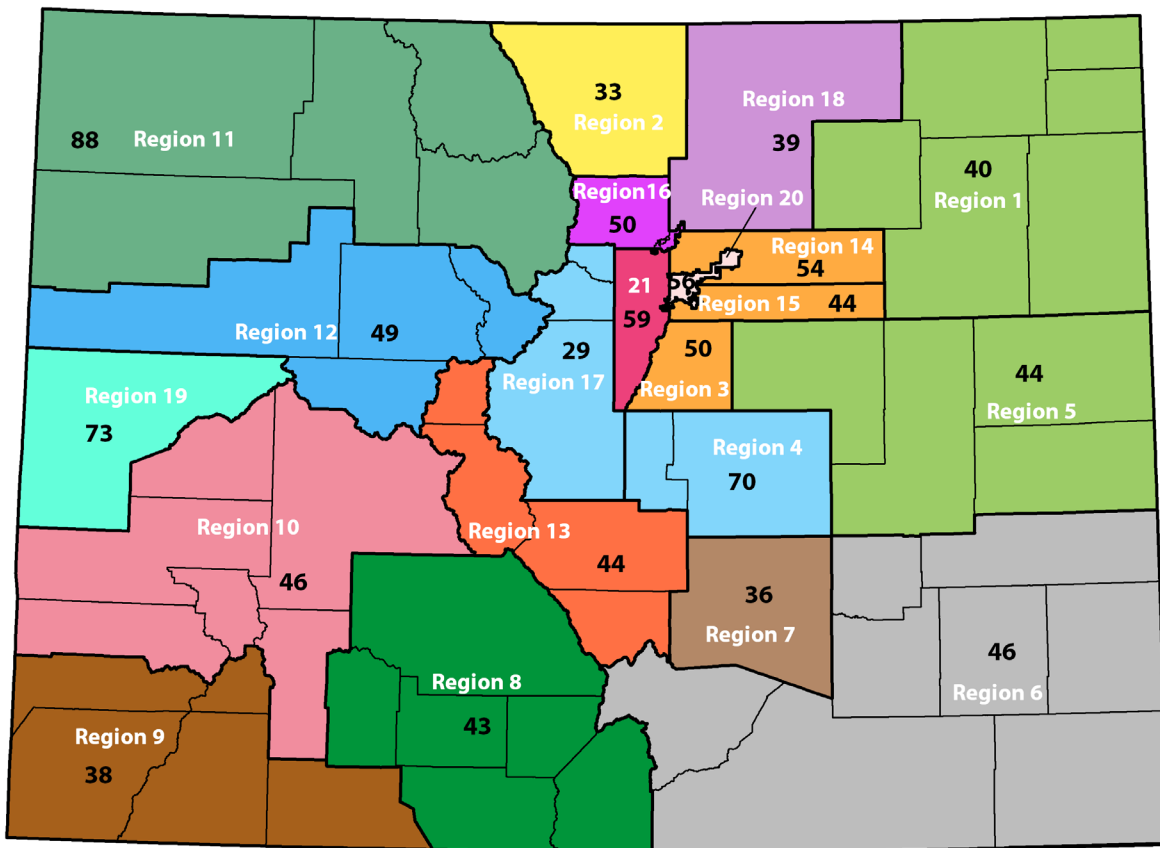 33
Region 2
Region 18
39
88
Region 11
40
Region 1
Region16
50
Region 20
Region 14
54
56
21
59
Region 15
44
Region 12
49
29
Region 17
50
Region 3
44
Region 5
Region 19
73
Region 4
70
Region 10
46
Region 13
44
36
Region 7
46
Region 6
Region 8
43
Region 9
38